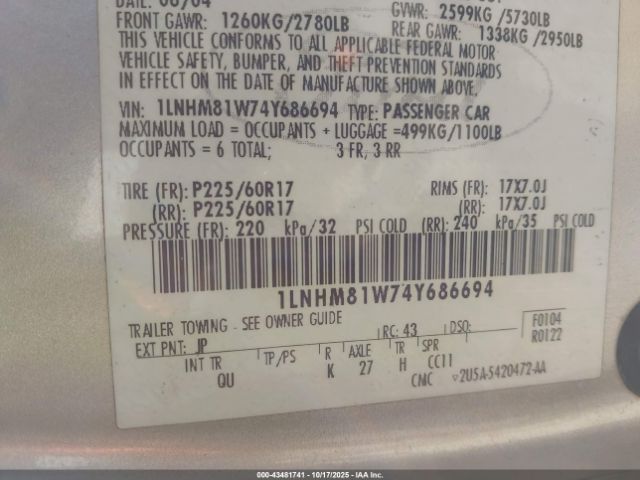 DATE: 06/04
FRONT GAWR: 1260KG/2780LB
GVWR: 2599KG/5730LB
REAR GAWR: 1338KG/2950LB
THIS VEHICLE CONFORMS TO ALL APPLICABLE FEDERAL MOTOR
VEHICLE SAFETY, BUMPER, AND THEFT PREVENTION STANDARDS
IN EFFECT ON THE DATE OF MANUFACTURE SHOWN ABOVE.
VIN: 1LNHM81W74Y686694 TYPE: PASSENGER CAR
MAXIMUM LOAD = OCCUPANTS + LUGGAGE =499KG/1100LB
OCCUPANTS = 6 TOTAL; 3 FR, 3 RR
TIRE (FR): P225/60R17 RIMS (FR): 17X7.0J
(RR): P225/60R17 (RR): 17X7.0J
PRESSURE (FR): 220 kPa/32 PSI COLD (RR): 240 kPa/35 PSI COLD
1LNHM81W74Y686694
TRAILER TOWING - SEE OWNER GUIDE
EXT PNT: JP RC: 43 DSO: F0104
R0122
INT TR TP/PS R AXLE TR SPR
QU K 27 H CC11
CMC ▽2U5A-5420472-AA
000-43481741 - 10/17/2025 - IAA Inc.